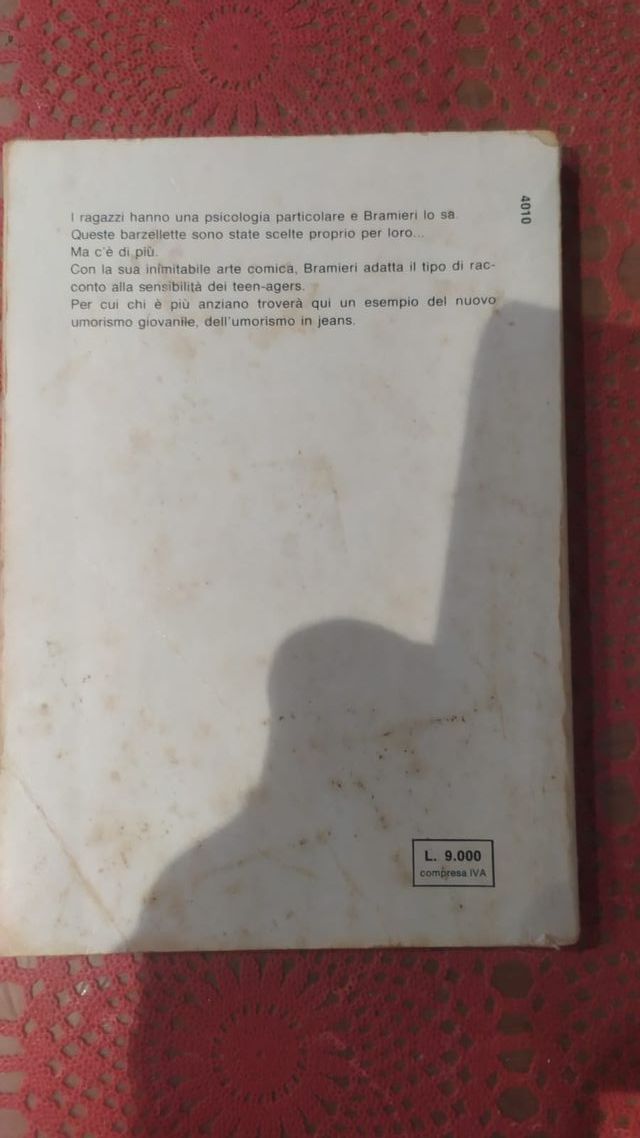 4010
I ragazzi hanno una psicologia particolare e Bramieri lo sa.
Queste barzellette sono state scelte proprio per loro...
Ma c'è di più.
Con la sua inimitabile arte comica, Bramieri adatta il tipo di rac-
conto alla sensibilità dei teen-agers.
Per cui chi è più anziano troverà qui un esempio del nuovo
umorismo giovanile, dell'umorismo in jeans.
L. 9.000
compresa IVA